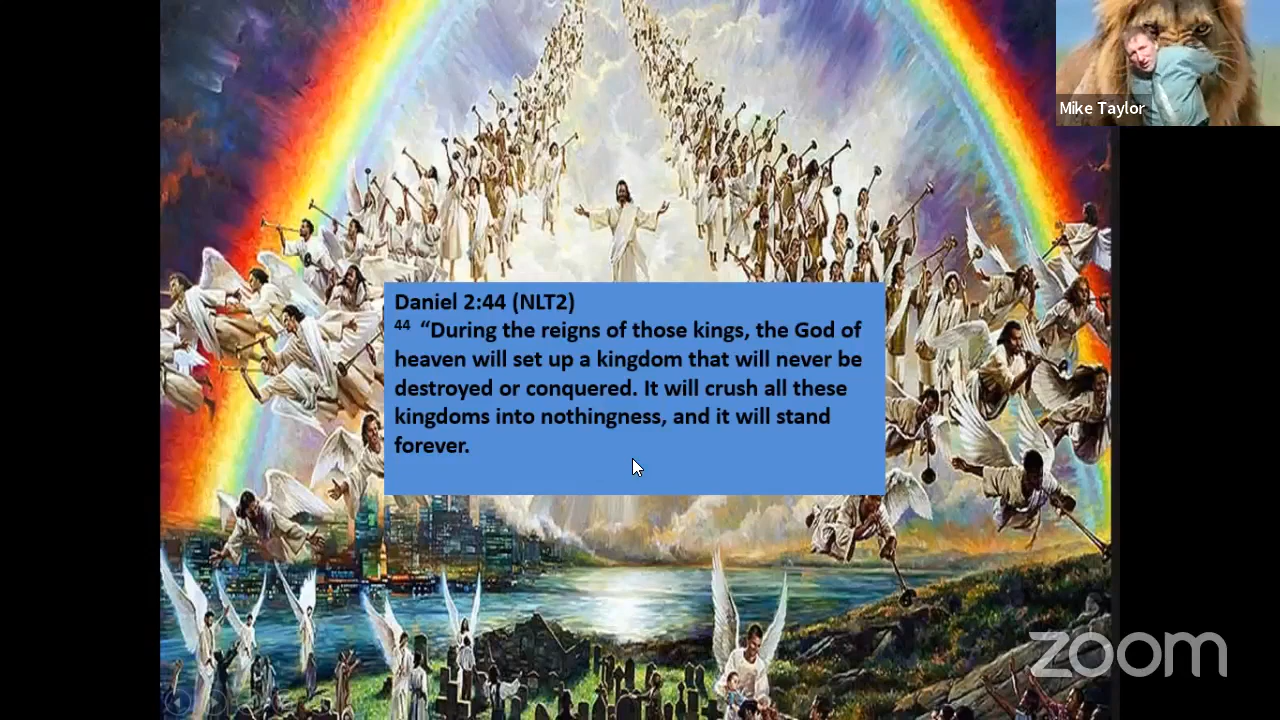 Mike Taylor
Daniel 2:44 (NLT2)
44 “During the reigns of those kings, the God of
heaven will set up a kingdom that will never be
destroyed or conquered. It will crush all these
kingdoms into nothingness, and it will stand
forever.
zoom